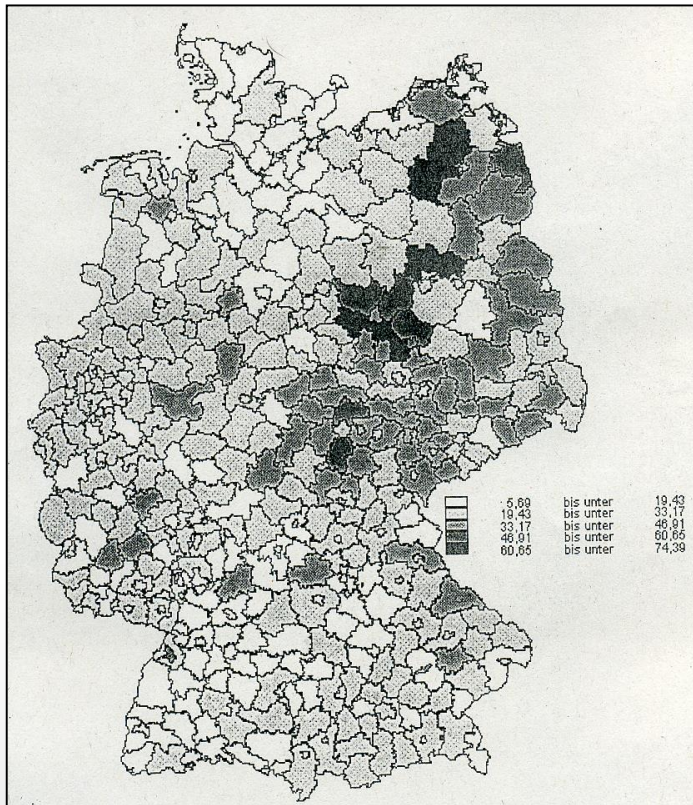 5,69 bis unter 19,43
19,43 bis unter 33,17
33,17 bis unter 46,91
46,91 bis unter 60,65
60,65 bis unter 74,39